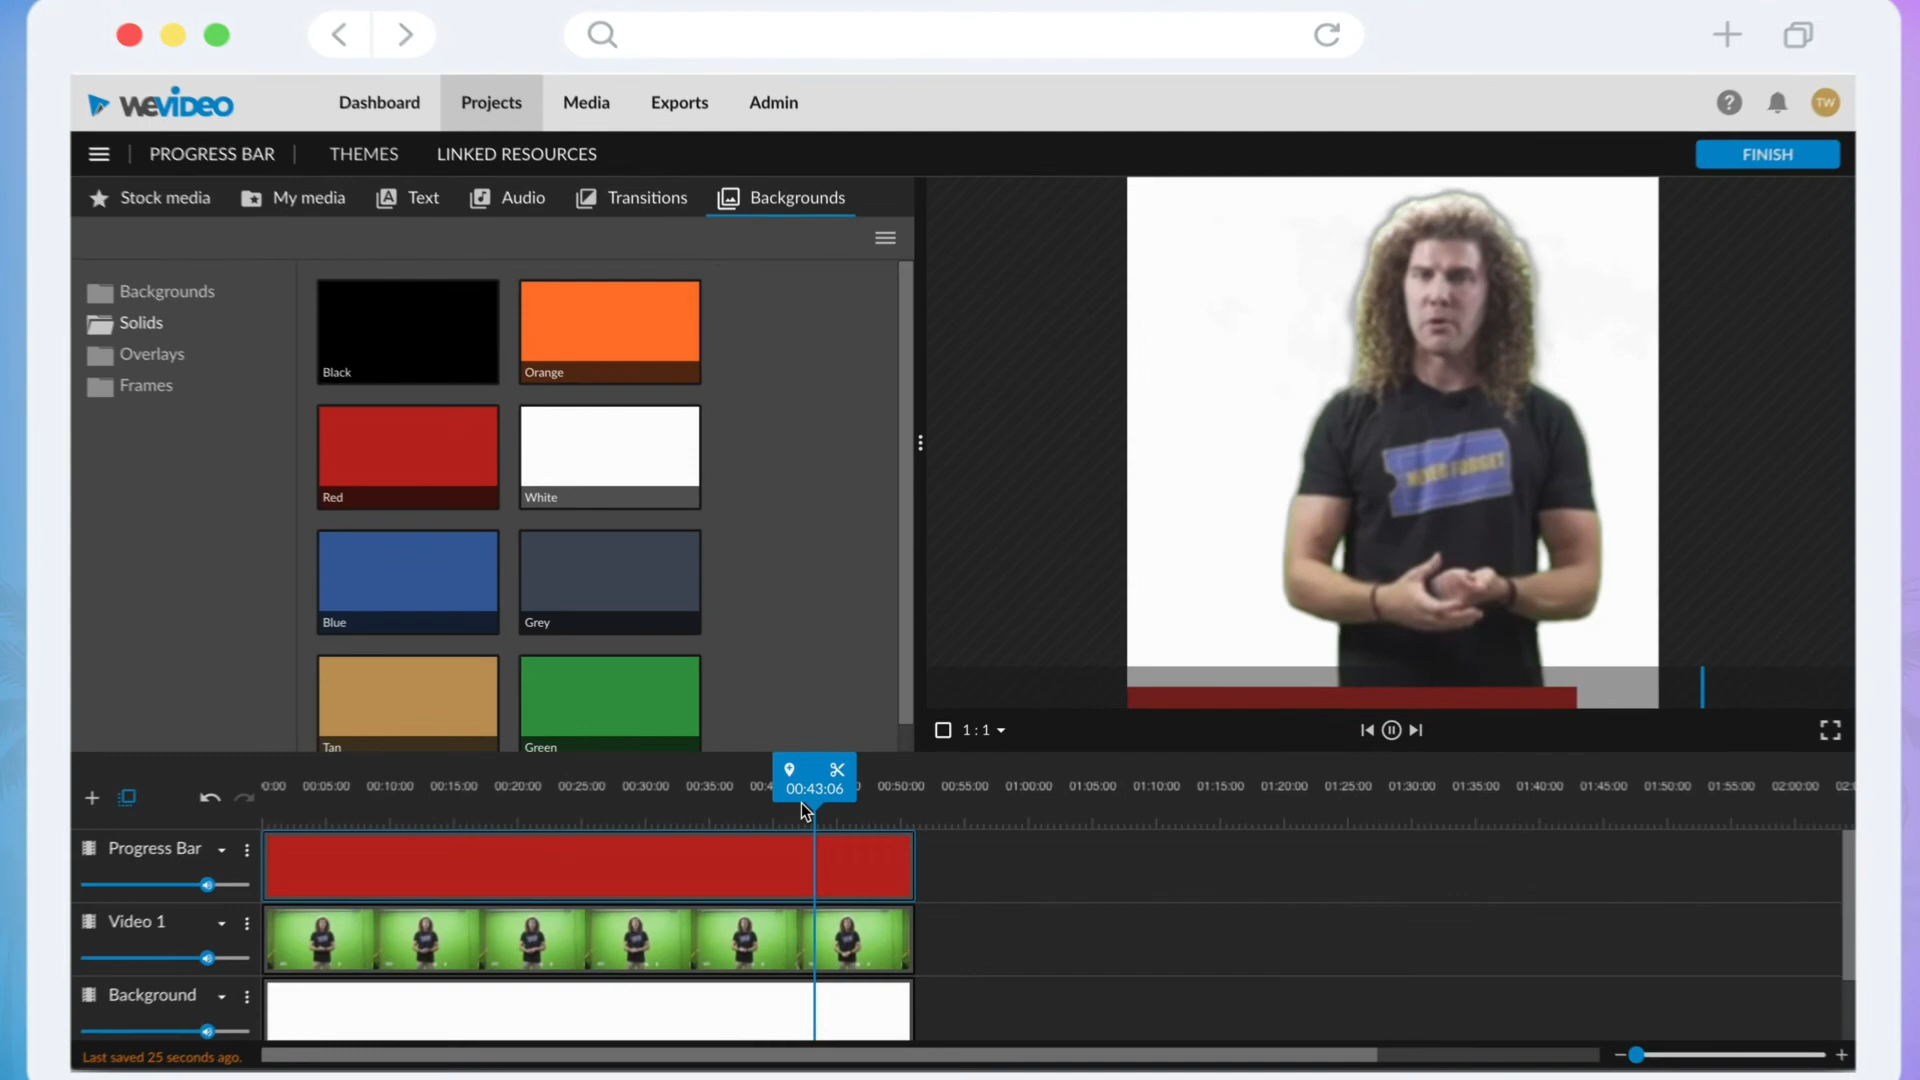 WEVIDEO
Dashboard Projects Media Exports Admin
? TW
PROGRESS BAR THEMES LINKED RESOURCES FINISH
Stock media My media Text Audio Transitions Backgrounds
Backgrounds
Solids
Overlays
Frames
Black Orange
Red White
Blue Grey
Tan Green
NEVER FORGET
1 : 1
00:43:06
0:00 00:05:00 00:10:00 00:15:00 00:20:00 00:25:00 00:30:00 00:35:00 00:4 00:50:00 00:55:00 01:00:00 01:05:00 01:10:00 01:15:00 01:20:00 01:25:00 01:30:00 01:35:00 01:40:00 01:45:00 01:50:00 01:55:00 02:00:00 02:
Progress Bar
Video 1
Background
Last saved 25 seconds ago.